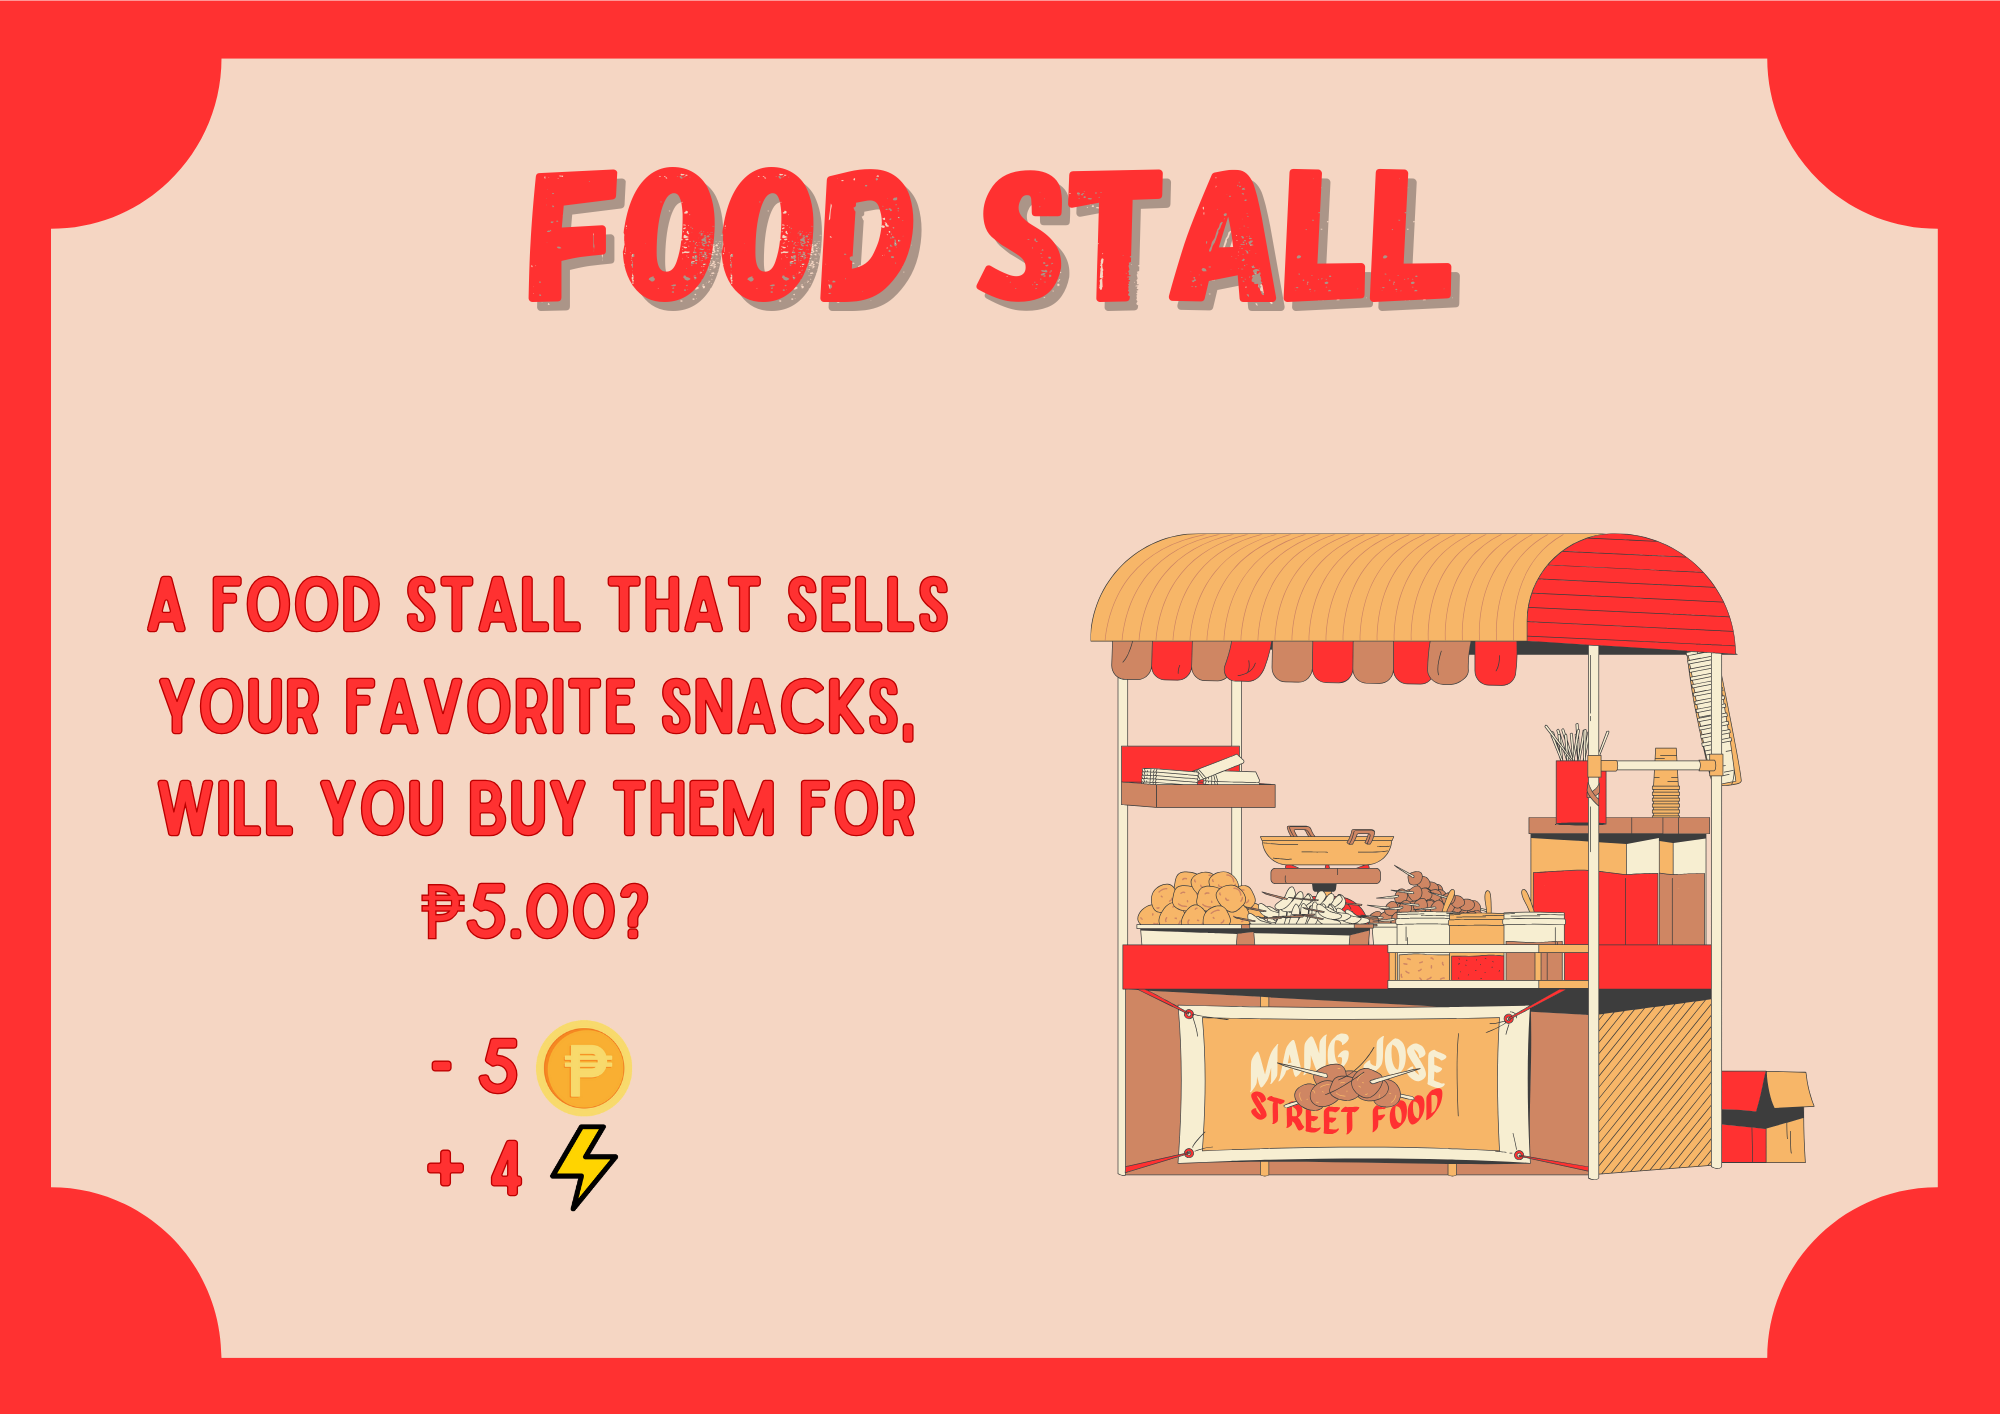 FOOD STALL
A FOOD STALL THAT SELLS
YOUR FAVORITE SNACKS,
WILL YOU BUY THEM FOR
₱5.00?
- 5 ₱
+ 4
MANG JOSE
STREET FOOD